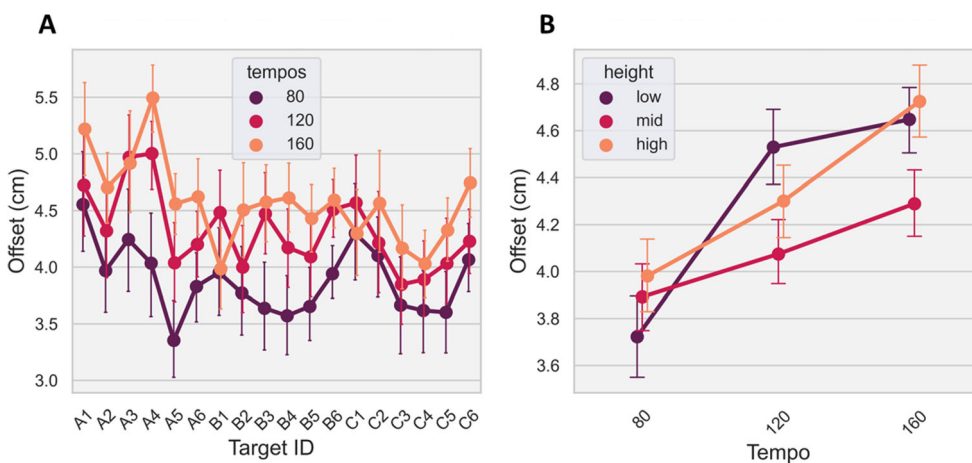 A
B
tempos
80
120
160
5.5
5.0
4.5
4.0
3.5
3.0
Offset (cm)
A1 A2 A3 A4 A5 A6 B1 B2 B3 B4 B5 B6 C1 C2 C3 C4 C5 C6
Target ID
height
low
mid
high
4.8
4.6
4.4
4.2
4.0
3.8
3.6
Offset (cm)
80 120 160
Tempo